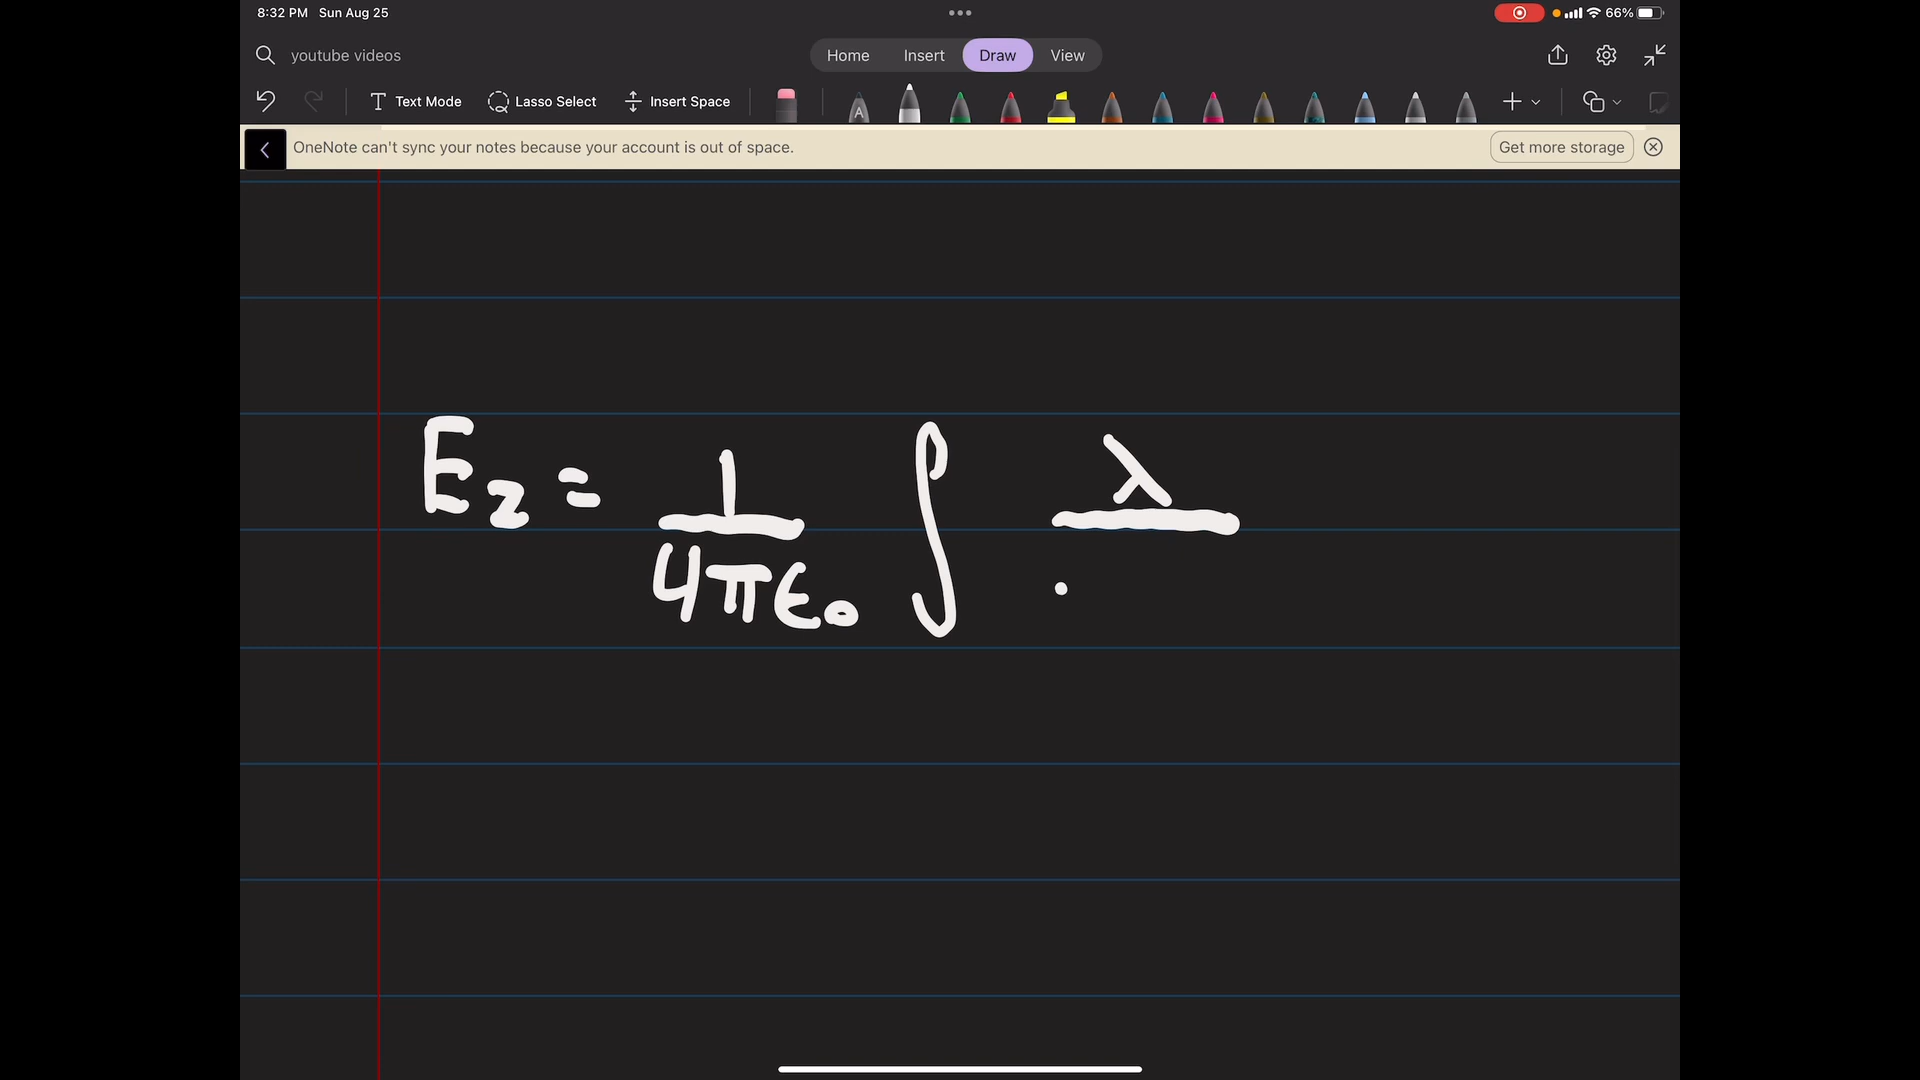 8:32 PM Sun Aug 25
66%
youtube videos
Home Insert Draw View
Text Mode Lasso Select Insert Space A
OneNote can't sync your notes because your account is out of space. Get more storage
E_z = 1/(4πϵ₀) ∫ λ/.